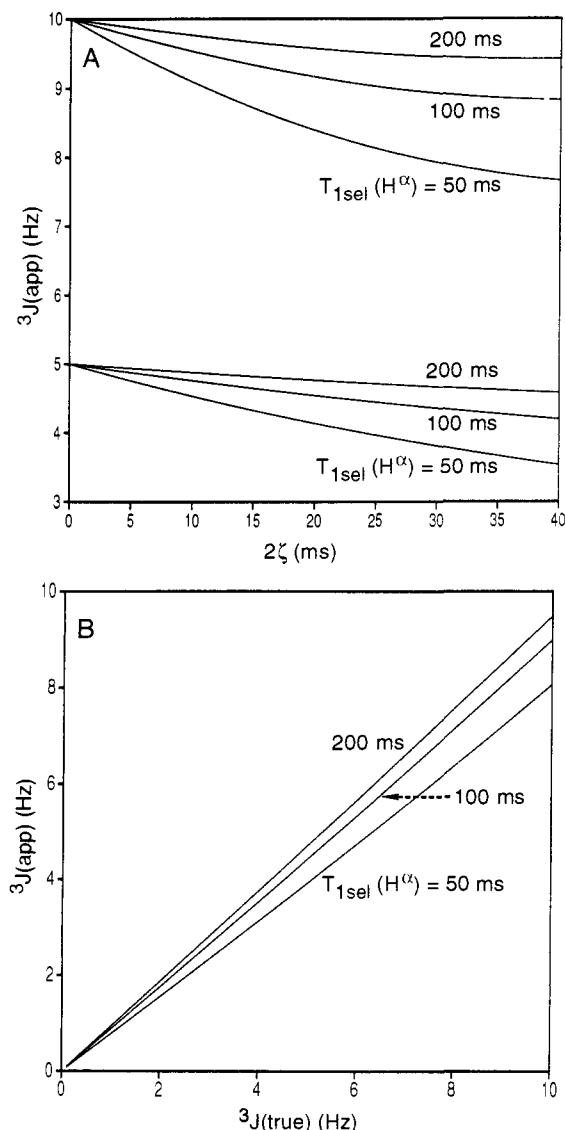 10
A
200 ms
9
100 ms
8
T1sel (Hα) = 50 ms
7
³J(app) (Hz)
6
5
200 ms
100 ms
4
T1sel (Hα) = 50 ms
3
0 5 10 15 20 25 30 35 40
2ζ (ms)
10
B
8
200 ms
6
100 ms
³J(app) (Hz)
4
T1sel (Hα) = 50 ms
2
0
0 2 4 6 8 10
³J(true) (Hz)